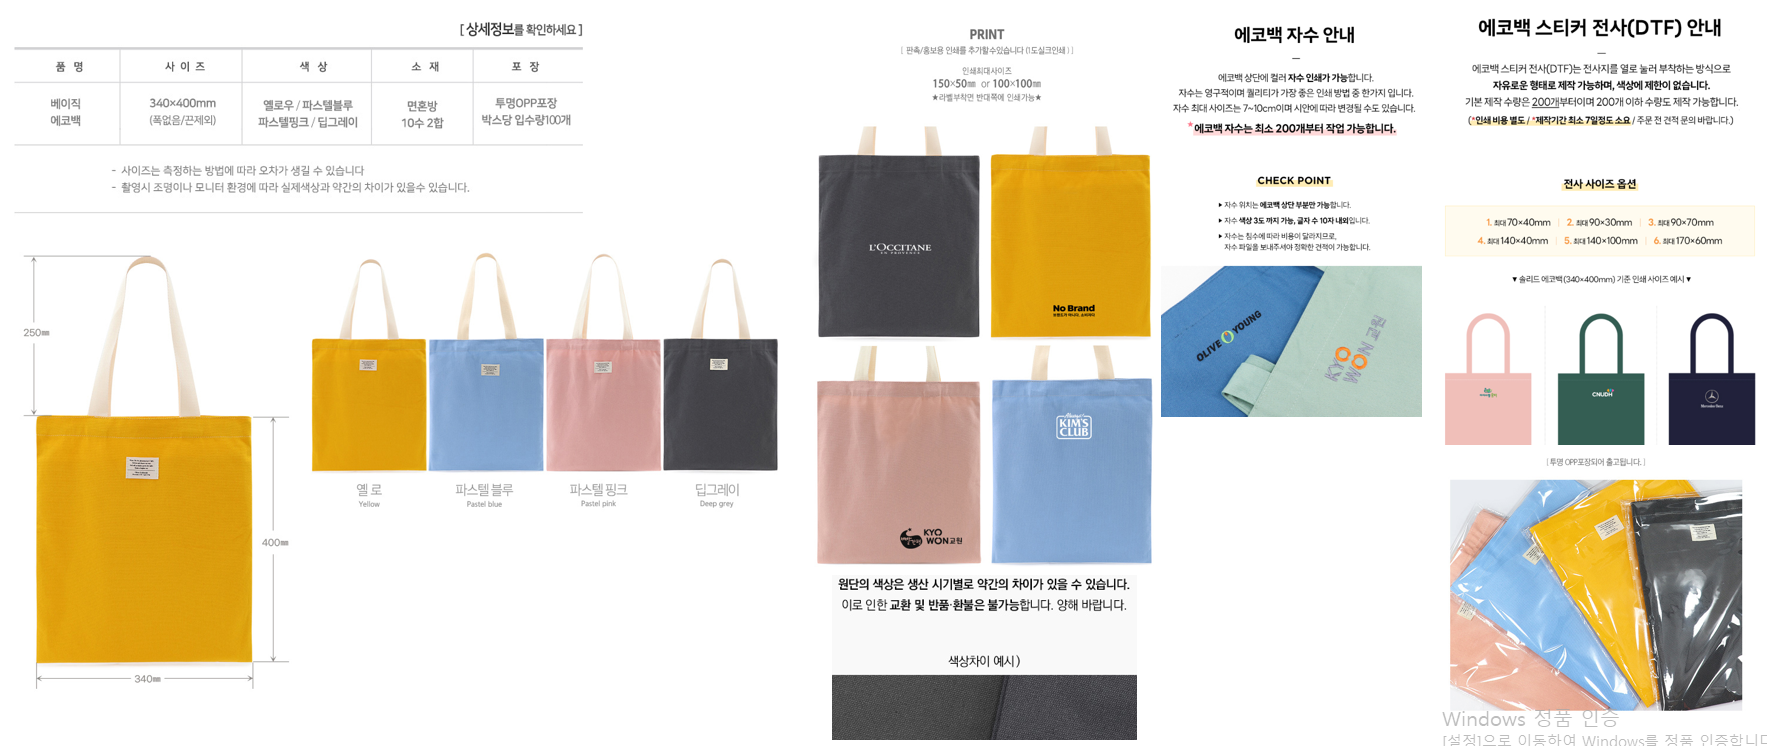 [ 상세정보를 확인하세요 ]
품 명
사 이 즈
색 상
소 재
포 장
베이직
에코백
340×400mm
(폭없음/끈제외)
옐로우 / 파스텔블루
파스텔핑크 / 딥그레이
면혼방
10수 2합
투명OPP포장
박스당 입수량100개
- 사이즈는 측정하는 방법에 따라 오차가 생길 수 있습니다
- 촬영시 조명이나 모니터 환경에 따라 실제색상과 약간의 차이가 있을수 있습니다.
250㎜
400㎜
340㎜
옐 로
Yellow
파스텔 블루
Pastel blue
파스텔 핑크
Pastel pink
딥그레이
Deep grey
PRINT
[ 판촉/홍보용 인쇄를 추가할수있습니다 (1도실크인쇄) ]
인쇄최대사이즈
150×50㎜ or 100×100㎜
★라벨부착면 반대쪽에 인쇄가능★
L'OCCITANE
EN PROVENCE
No Brand
브랜드가 아니다. 소비자다
KYO
WON교원
Always
KIM'S
CLUB
원단의 색상은 생산 시기별로 약간의 차이가 있을 수 있습니다.
이로 인한 교환 및 반품·환불은 불가능합니다. 양해 바랍니다.
색상차이 예시 )
에코백 자수 안내
에코백 상단에 컬러 자수 인쇄가 가능합니다.
자수는 영구적이며 퀄리티가 가장 좋은 인쇄 방법 중 한가지 입니다.
자수 최대 사이즈는 7~10cm이며 시안에 따라 변경될 수도 있습니다.
*에코백 자수는 최소 200개부터 작업 가능합니다.
CHECK POINT
▶ 자수 위치는 에코백 상단 부분만 가능합니다.
▶ 자수 색상 3도 까지 가능, 글자 수 10자 내외입니다.
▶ 자수는 침수에 따라 비용이 달라지므로,
자수 파일을 보내주셔야 정확한 견적이 가능합니다.
OLIVE YOUNG
KYO
WON 교원
에코백 스티커 전사(DTF) 안내
에코백 스티커 전사(DTF)는 전사지를 열로 눌러 부착하는 방식으로
자유로운 형태로 제작 가능하며, 색상에 제한이 없습니다.
기본 제작 수량은 200개부터이며 200개 이하 수량도 제작 가능합니다.
(*인쇄 비용 별도 / *제작기간 최소 7일정도 소요 / 주문 전 견적 문의 바랍니다.)
전사 사이즈 옵션
1. 최대 70×40mm | 2. 최대 90×30mm | 3. 최대 90×70mm
4. 최대 140×40mm | 5. 최대 140×100mm | 6. 최대 170×60mm
▼ 솔리드 에코백(340×400mm) 기준 인쇄 사이즈 예시 ▼
CNUDH
Mercedes-Benz
[ 투명 OPP포장되어 출고됩니다. ]
Windows 정품 인증
[설정]으로 이동하여 Windows를 정품 인증합니다